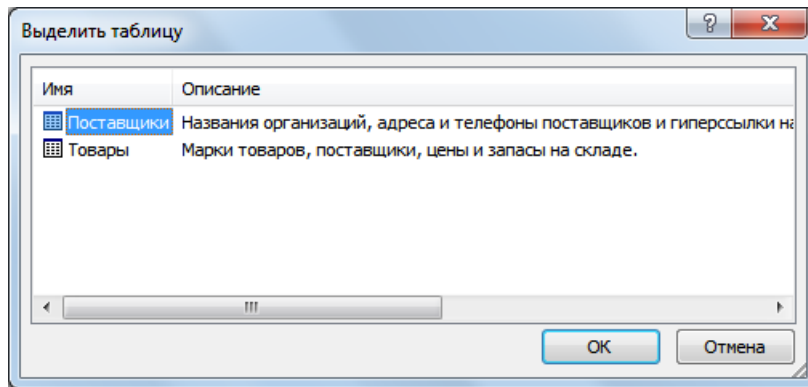 Выделить таблицу
Имя Описание
Поставщики Названия организаций, адреса и телефоны поставщиков и гиперссылки на
Товары Марки товаров, поставщики, цены и запасы на складе.
OK Отмена